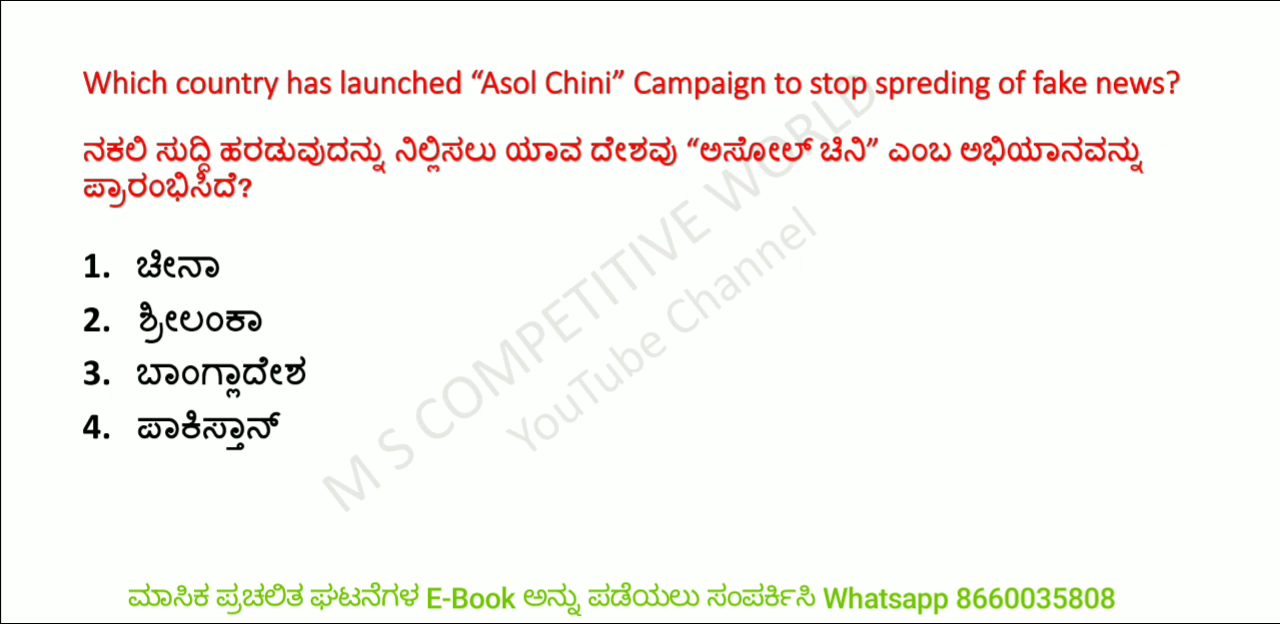 Which country has launched “Asol Chini” Campaign to stop spreding of fake news?
ನಕಲಿ ಸುದ್ದಿ ಹರಡುವುದನ್ನು ನಿಲ್ಲಿಸಲು ಯಾವ ದೇಶವು “ಅಸೋಲ್ ಚಿನಿ” ಎಂಬ ಅಭಿಯಾನವನ್ನು
ಪ್ರಾರಂಭಿಸಿದೆ?
1. ಚೀನಾ
2. ಶ್ರೀಲಂಕಾ
3. ಬಾಂಗ್ಲಾದೇಶ
4. ಪಾಕಿಸ್ತಾನ್
M S COMPETITIVE WORLD
YouTube Channel
ಮಾಸಿಕ ಪ್ರಚಲಿತ ಘಟನೆಗಳ E-Book ಅನ್ನು ಪಡೆಯಲು ಸಂಪರ್ಕಿಸಿ Whatsapp 8660035808